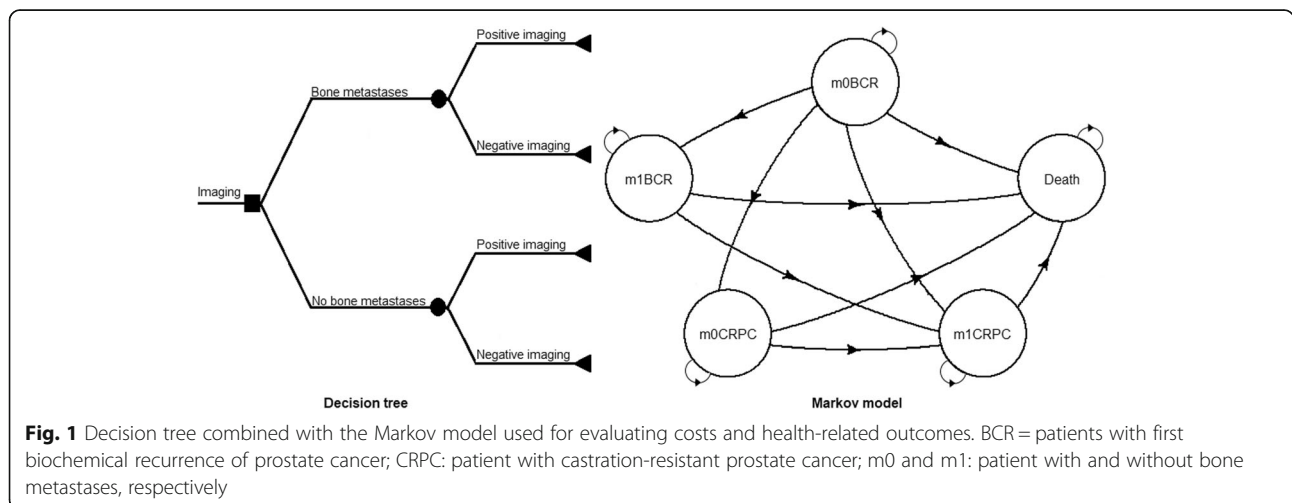 Positive imaging
Bone metastases
Negative imaging
Imaging
Positive imaging
No bone metastases
Negative imaging
Decision tree
m0BCR
m1BCR
Death
m0CRPC
m1CRPC
Markov model
Fig. 1 Decision tree combined with the Markov model used for evaluating costs and health-related outcomes. BCR = patients with first
biochemical recurrence of prostate cancer; CRPC: patient with castration-resistant prostate cancer; m0 and m1: patient with and without bone
metastases, respectively